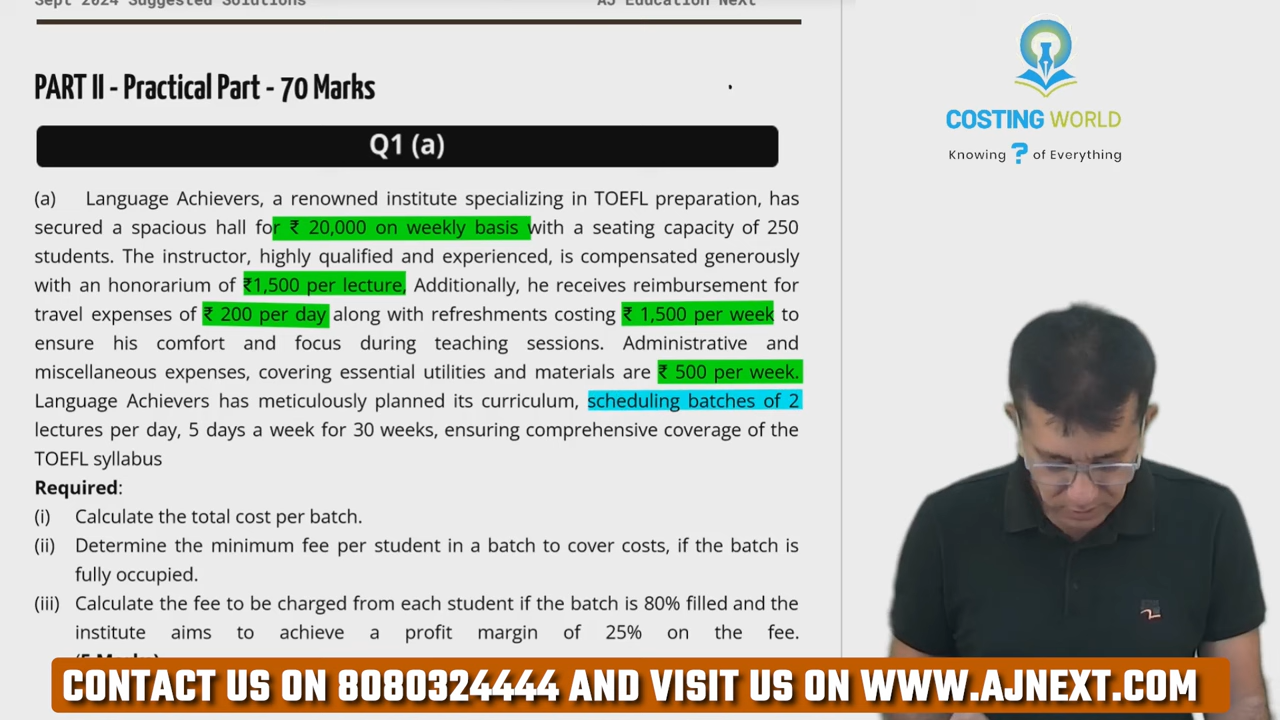 Sept 2024 Suggested Solutions AJ Education Next
PART II - Practical Part - 70 Marks
Q1 (a)
(a) Language Achievers, a renowned institute specializing in TOEFL preparation, has
secured a spacious hall for ₹ 20,000 on weekly basis with a seating capacity of 250
students. The instructor, highly qualified and experienced, is compensated generously
with an honorarium of ₹1,500 per lecture. Additionally, he receives reimbursement for
travel expenses of ₹ 200 per day along with refreshments costing ₹ 1,500 per week to
ensure his comfort and focus during teaching sessions. Administrative and
miscellaneous expenses, covering essential utilities and materials are ₹ 500 per week.
Language Achievers has meticulously planned its curriculum, scheduling batches of 2
lectures per day, 5 days a week for 30 weeks, ensuring comprehensive coverage of the
TOEFL syllabus
Required:
(i) Calculate the total cost per batch.
(ii) Determine the minimum fee per student in a batch to cover costs, if the batch is
fully occupied.
(iii) Calculate the fee to be charged from each student if the batch is 80% filled and the
institute aims to achieve a profit margin of 25% on the fee.
(5 Marks)
COSTING WORLD
Knowing ? of Everything
CONTACT US ON 8080324444 AND VISIT US ON WWW.AJNEXT.COM